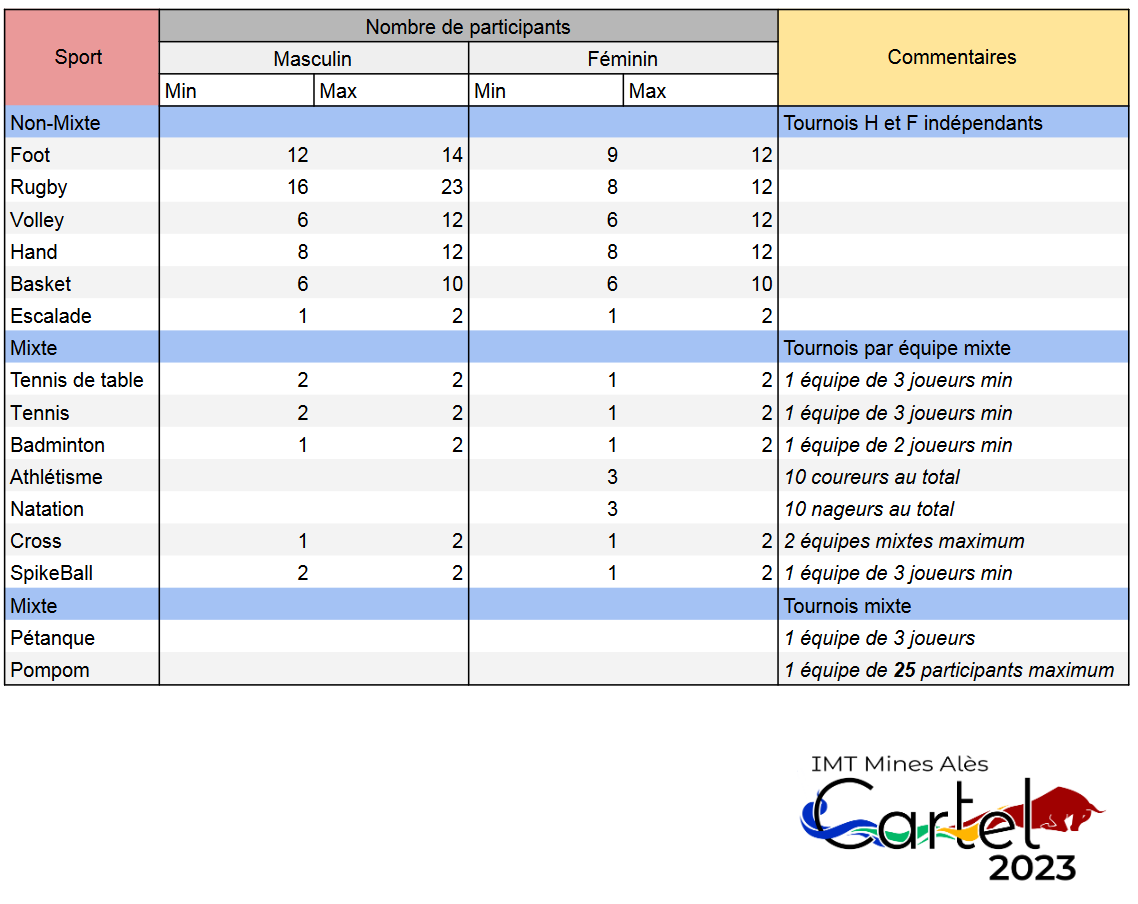 Sport Nombre de participants Commentaires
Masculin Féminin
Min Max Min Max
Non-Mixte Tournois H et F indépendants
Foot 12 14 9 12
Rugby 16 23 8 12
Volley 6 12 6 12
Hand 8 12 8 12
Basket 6 10 6 10
Escalade 1 2 1 2
Mixte Tournois par équipe mixte
Tennis de table 2 2 1 2 1 équipe de 3 joueurs min
Tennis 2 2 1 2 1 équipe de 3 joueurs min
Badminton 1 2 1 2 1 équipe de 2 joueurs min
Athlétisme 3 10 coureurs au total
Natation 3 10 nageurs au total
Cross 1 2 1 2 2 équipes mixtes maximum
SpikeBall 2 2 1 2 1 équipe de 3 joueurs min
Mixte Tournois mixte
Pétanque 1 équipe de 3 joueurs
Pompom 1 équipe de 25 participants maximum
IMT Mines Alès
Cartel
2023